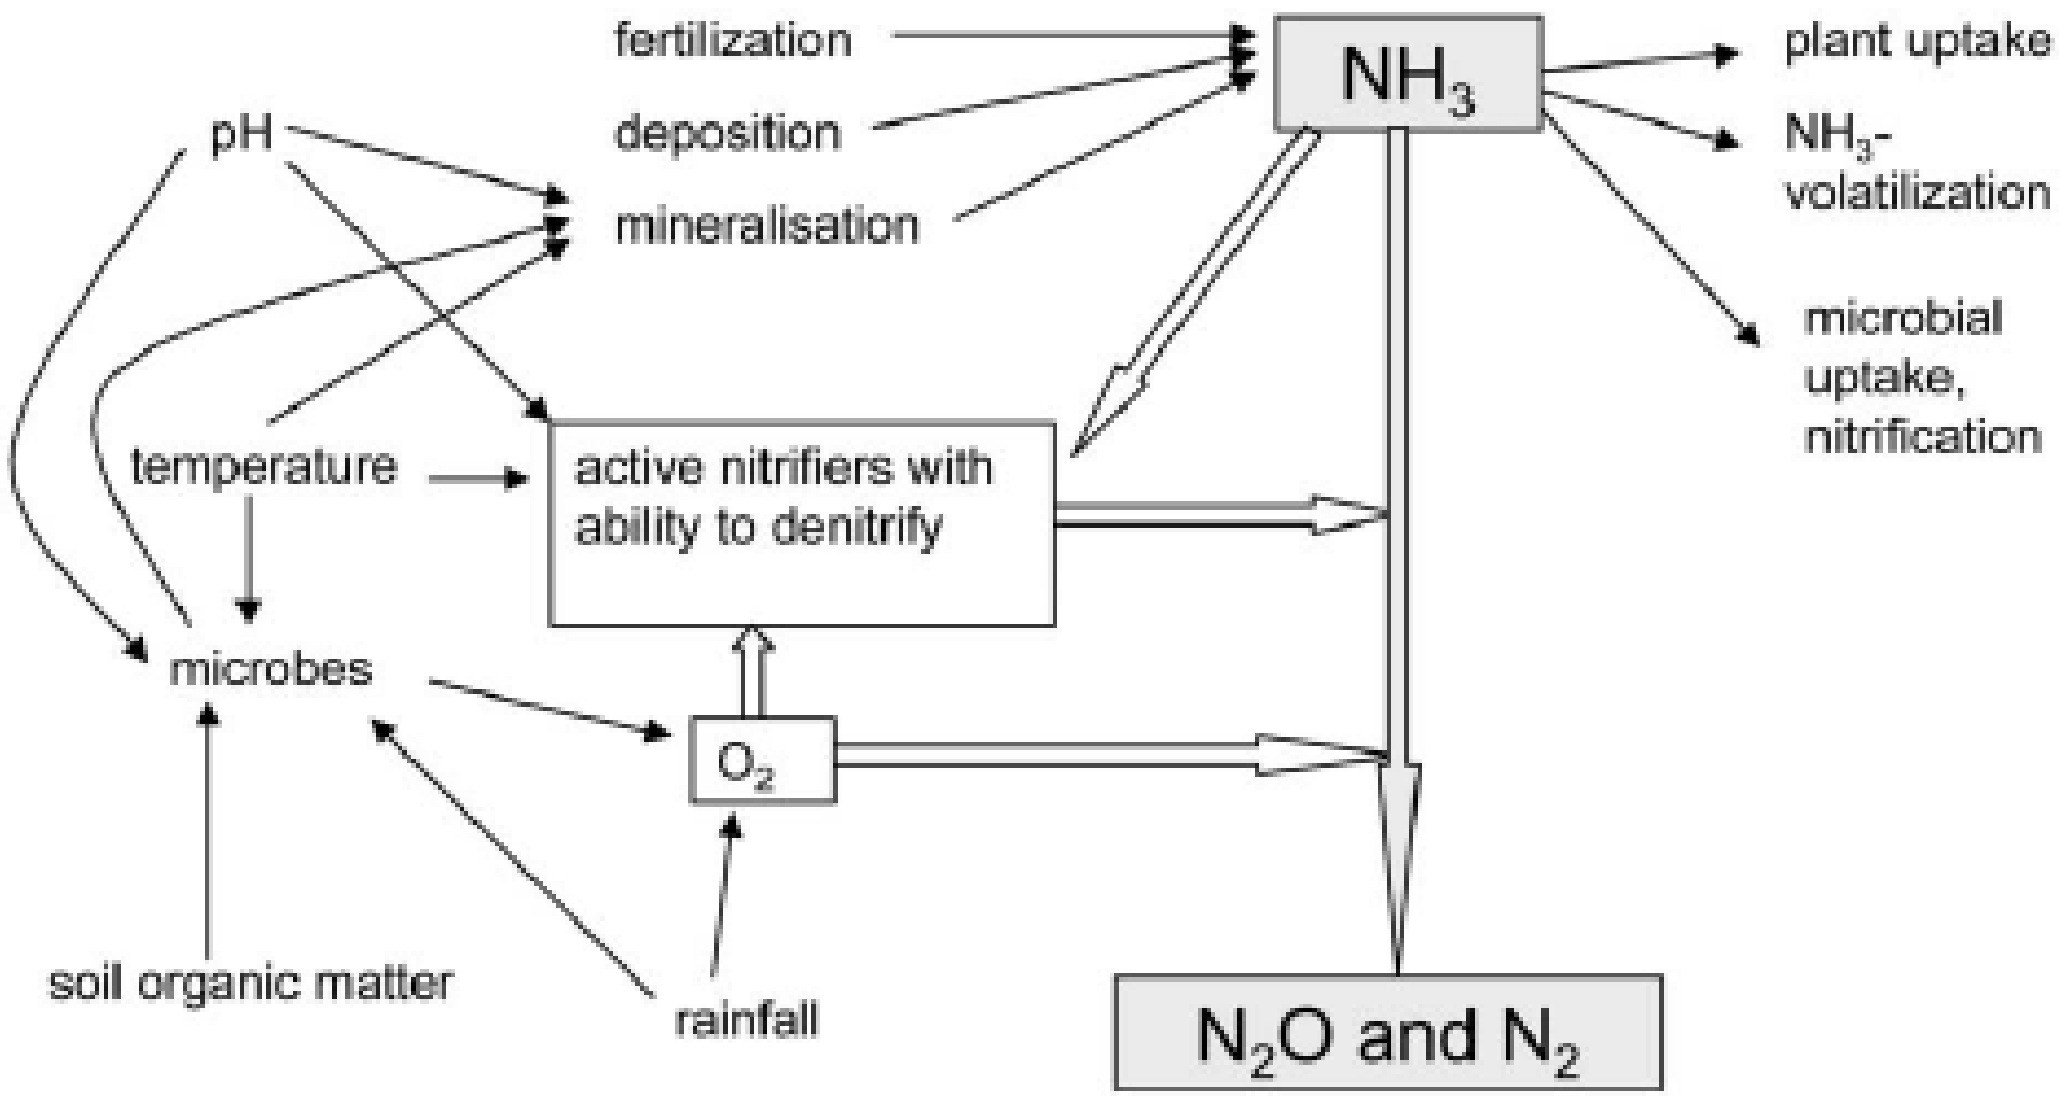 fertilization
NH₃
plant uptake
pH
deposition
NH₃-
volatilization
mineralisation
microbial
uptake,
nitrification
temperature
active nitrifiers with
ability to denitrify
microbes
O₂
soil organic matter
rainfall
N₂O and N₂